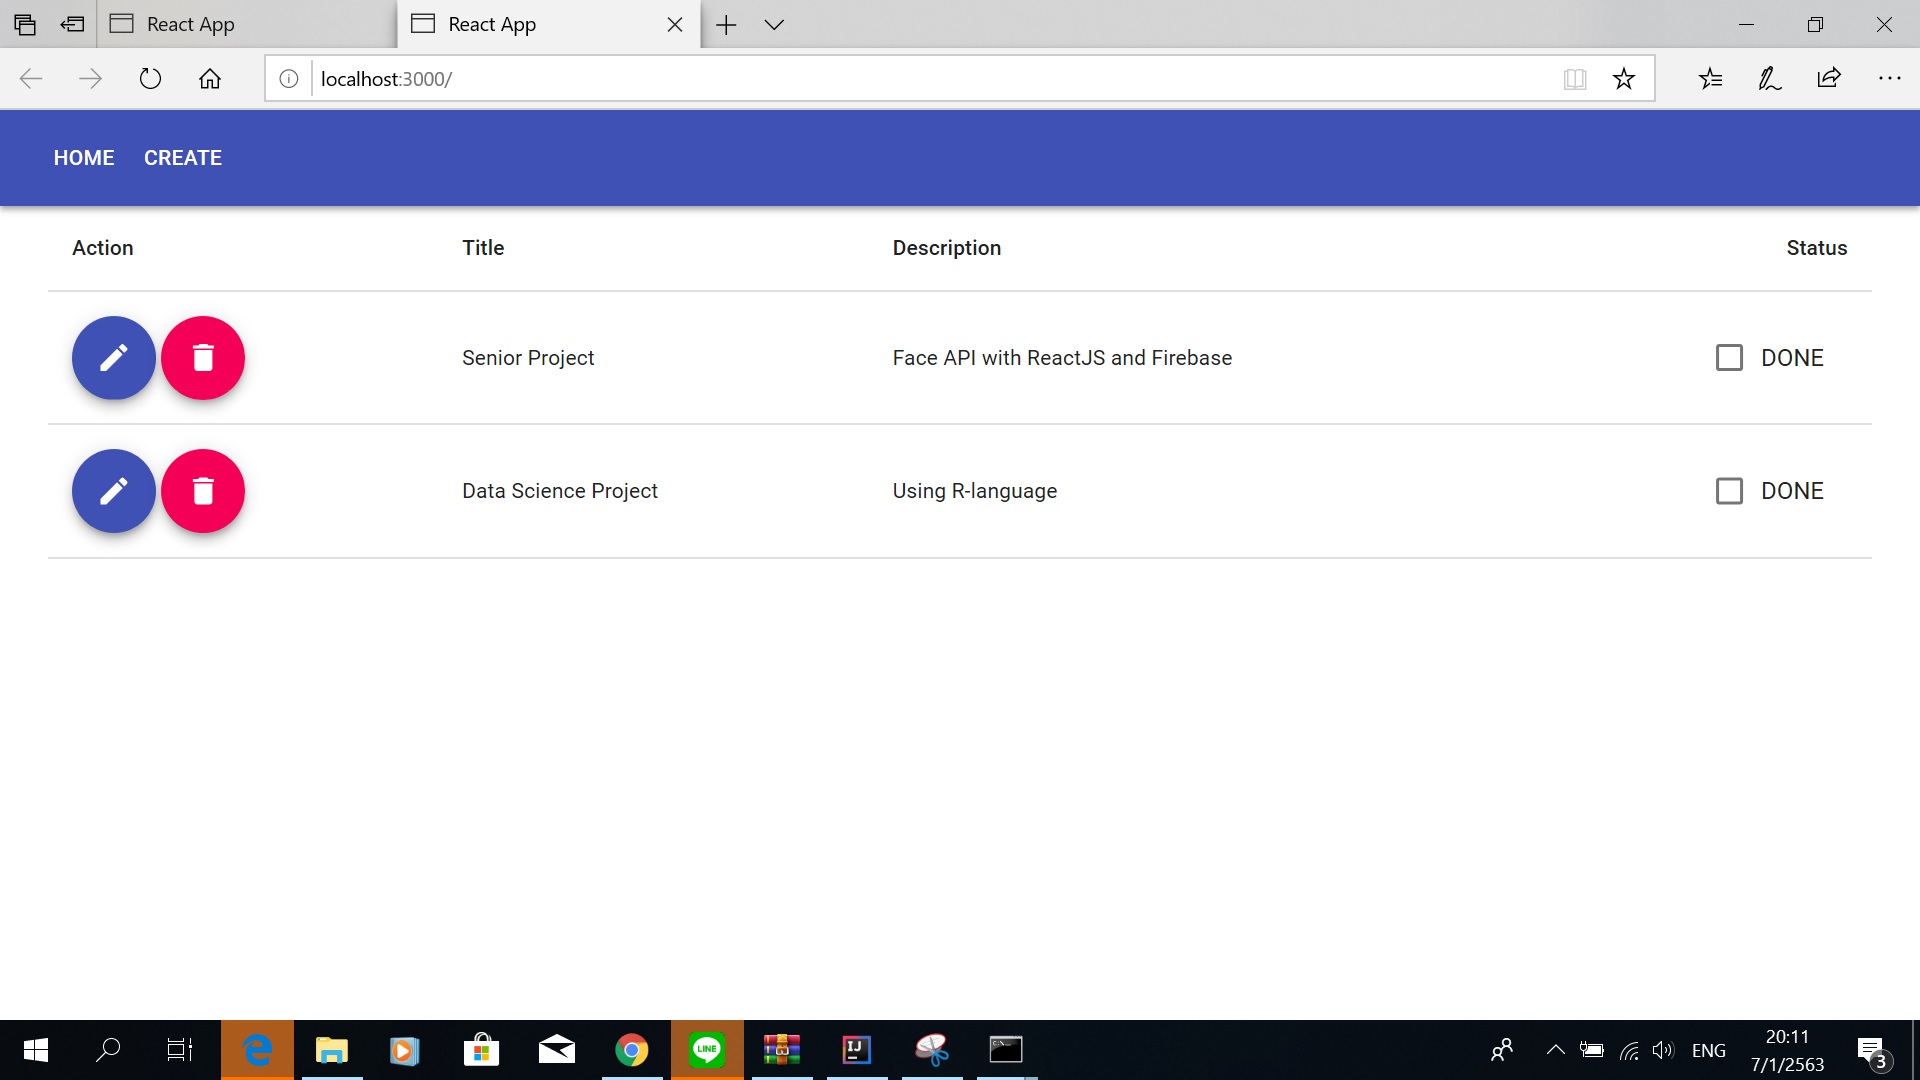 React App
React App
localhost:3000/
HOME CREATE
Action Title Description Status
Senior Project Face API with ReactJS and Firebase DONE
Data Science Project Using R-language DONE
LINE
IJ
ENG
20:11
7/1/2563
3